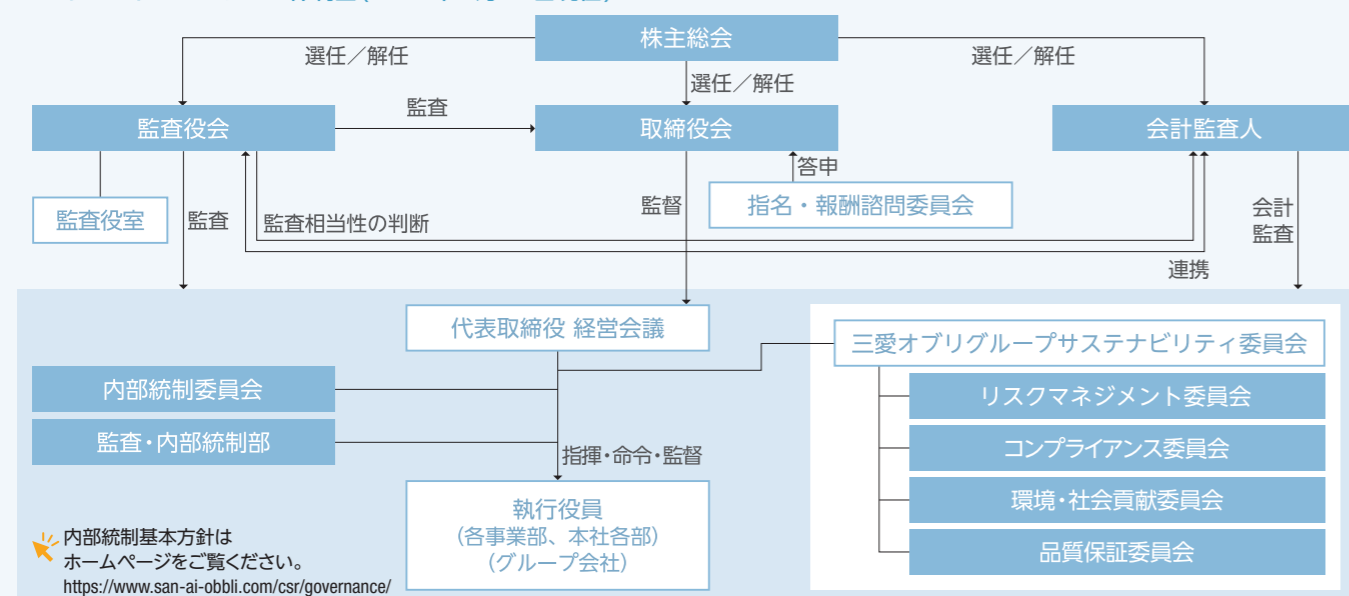 株主総会
選任／解任
選任／解任
選任／解任
監査役会
監査
取締役会
会計監査人
答申
監査役室
監査
監査相当性の判断
監督
指名・報酬諮問委員会
会計
監査
連携
代表取締役 経営会議
三愛オブリグループサステナビリティ委員会
内部統制委員会
リスクマネジメント委員会
監査・内部統制部
コンプライアンス委員会
指揮・命令・監督
環境・社会貢献委員会
執行役員
(各事業部、本社各部)
(グループ会社)
品質保証委員会
内部統制基本方針は
ホームページをご覧ください。
https://www.san-ai-obbli.com/csr/governance/